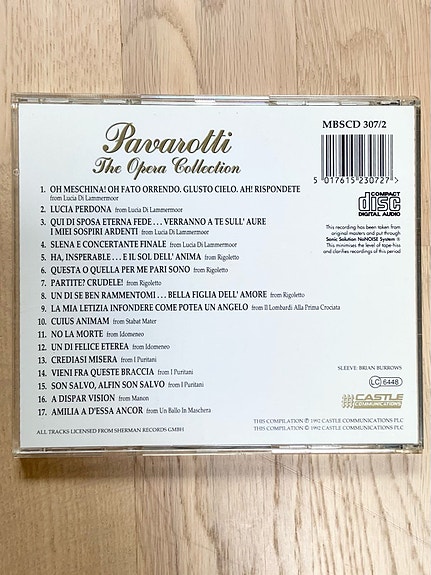 Pavarotti
The Opera Collection
MBSCD 307/2
5 017615 230727
COMPACT
disc
DIGITAL AUDIO
This recording has been taken from
original masters and put through
Sonic Solution NoNOISE System ®
This minimises the level of tape-hiss
and clarifies recordings of this period
1. OH MESCHINA! OH FATO ORRENDO. GLUSTO CIELO. AH! RISPONDETE
from Lucia Di Lammermoor
2. LUCIA PERDONA from Lucia Di Lammermoor
3. QUI DI SPOSA ETERNA FEDE . . . VERRANNO A TE SULL' AURE
I MIEI SOSPIRI ARDENTI from Lucia Di Lammermoor
4. SLENA E CONCERTANTE FINALE from Lucia Di Lammermoor
5. HA, INSPERABLE . . . E IL SOL DELL' ANIMA from Rigoletto
6. QUESTA O QUELLA PER ME PARI SONO from Rigoletto
7. PARTITE? CRUDELE! from Rigoletto
8. UN DI SE BEN RAMMENTOMI . . . BELLA FIGLIA DELL' AMORE from Rigoletto
9. LA MIA LETIZIA INFONDERE COME POTEA UN ANGELO from Il Lombardi Alla Prima Crociata
10. CUIUS ANIMAM from Stabat Mater
11. NO LA MORTE from Idomeneo
12. UN DI FELICE ETEREA from Idomeneo
13. CREDIASI MISERA from I Puritani
14. VIENI FRA QUESTE BRACCIA from I Puritani
15. SON SALVO, ALFIN SON SALVO from I Puritani
16. A DISPAR VISION from Manon
17. AMILIA A D'ESSA ANCOR from Un Ballo In Maschera
SLEEVE: BRIAN BURROWS
LC 6448
CASTLE
COMMUNICATIONS
ALL TRACKS LICENSED FROM SHERMAN RECORDS GMBH
THIS COMPILATION ℗ 1992 CASTLE COMMUNICATIONS PLC
THIS COMPILATION © 1992 CASTLE COMMUNICATIONS PLC